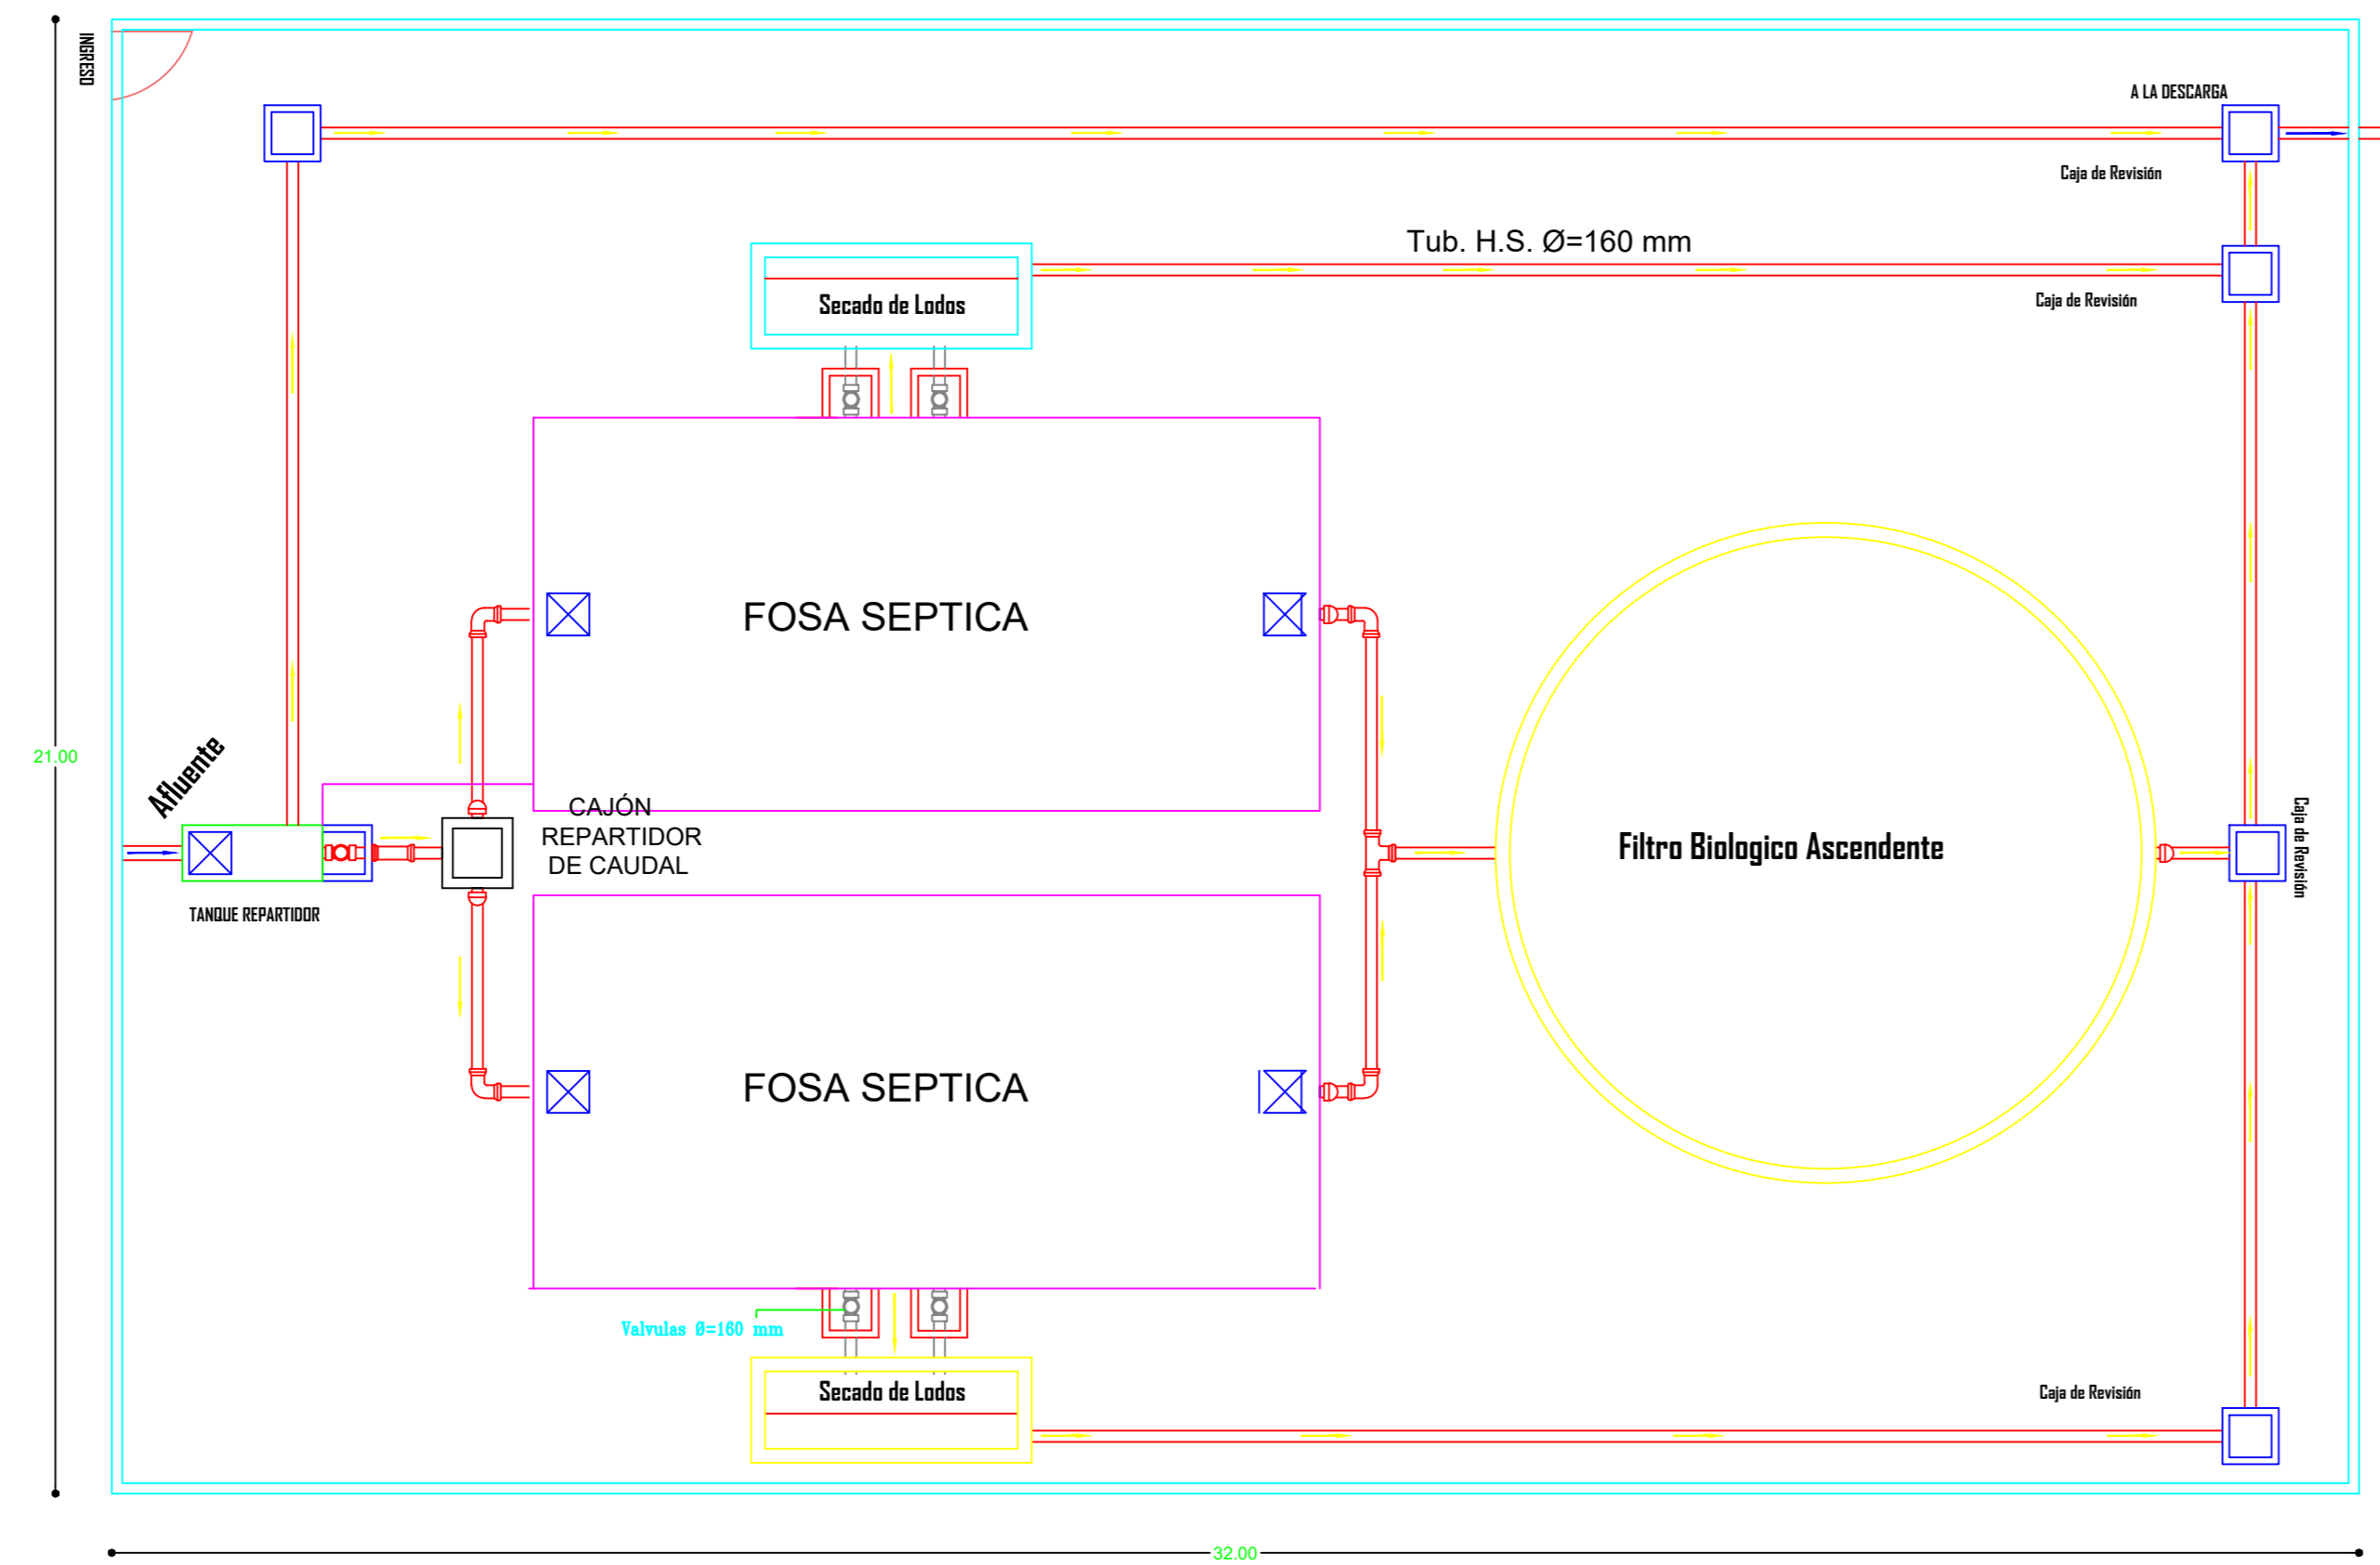 INGRESO
A LA DESCARGA
Caja de Revisión
Tub. H.S. Ø=160 mm
Caja de Revisión
Secado de Lodos
FOSA SEPTICA
21.00
Afluente
CAJÓN
REPARTIDOR
DE CAUDAL
Filtro Biologico Ascendente
Caja de Revisión
TANQUE REPARTIDOR
FOSA SEPTICA
Valvulas Ø=160 mm
Secado de Lodos
Caja de Revisión
32.00